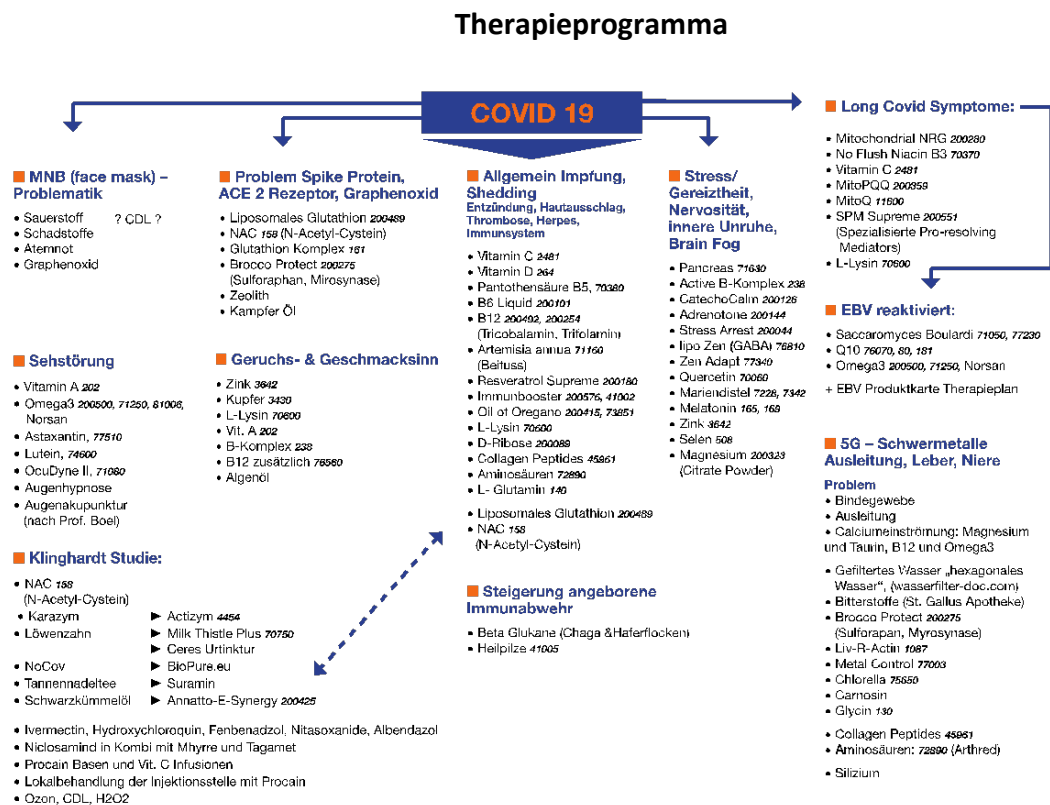 Therapieprogramma
COVID 19
MNB (face mask) –
Problematik
• Sauerstoff ? CDL ?
• Schadstoffe
• Atemnot
• Graphenoxid
Sehstörung
• Vitamin A 202
• Omega3 200500, 71250, 81006,
Norsan
• Astaxantin, 77510
• Lutein, 74600
• OcuDyne II, 71080
• Augenhypnose
• Augenakupunktur
(nach Prof. Boel)
Klinghardt Studie:
• NAC 158
(N-Acetyl-Cystein)
• Karazym ► Actizym 4454
• Löwenzahn ► Milk Thistle Plus 70750
► Ceres Urtinktur
• NoCov ► BioPure.eu
• Tannennadeltee ► Suramin
• Schwarzkümmelöl ► Annatto-E-Synergy 200425
• Ivermectin, Hydroxychloroquin, Fenbenadzol, Nitasoxanide, Albendazol
• Niclosamind in Kombi mit Mhyrre und Tagamet
• Procain Basen und Vit. C Infusionen
• Lokalbehandlung der Injektionsstelle mit Procain
• Ozon, CDL, H2O2
Problem Spike Protein,
ACE 2 Rezeptor, Graphenoxid
• Liposomales Glutathion 200489
• NAC 158 (N-Acetyl-Cystein)
• Glutathion Komplex 161
• Brocco Protect 200275
(Sulforaphan, Mirosynase)
• Zeolith
• Kampfer Öl
Geruchs- & Geschmacksinn
• Zink 3642
• Kupfer 3430
• L-Lysin 70600
• Vit. A 202
• B-Komplex 238
• B12 zusätzlich 76560
• Algenöl
Allgemein Impfung,
Shedding
Entzündung, Hautausschlag,
Thrombose, Herpes,
Immunsystem
• Vitamin C 2481
• Vitamin D 264
• Pantothensäure B5, 70380
• B6 Liquid 200101
• B12 200492, 200254
(Tricobalamin, Trifolamin)
• Artemisia annua 71160
(Beifuss)
• Resveratrol Supreme 200180
• Immunbooster 200576, 41002
• Oil of Oregano 200415, 73851
• L-Lysin 70600
• D-Ribose 200089
• Collagen Peptides 45961
• Aminosäuren 72890
• L- Glutamin 140
• Liposomales Glutathion 200489
• NAC 158
(N-Acetyl-Cystein)
Steigerung angeborene
Immunabwehr
• Beta Glukane (Chaga &Haferflocken)
• Heilpilze 41005
Stress/
Gereiztheit,
Nervosität,
innere Unruhe,
Brain Fog
• Pancreas 71630
• Active B-Komplex 238
• CatechoCalm 200126
• Adrenotone 200144
• Stress Arrest 200044
• lipo Zen (GABA) 76810
• Zen Adapt 77340
• Quercetin 70060
• Mariendistel 7228, 7342
• Melatonin 165, 169
• Zink 3642
• Selen 508
• Magnesium 200323
(Citrate Powder)
Long Covid Symptome:
• Mitochondrial NRG 200280
• No Flush Niacin B3 70370
• Vitamin C 2481
• MitoPQQ 200359
• MitoQ 11600
• SPM Supreme 200551
(Spezialisierte Pro-resolving
Mediators)
• L-Lysin 70600
EBV reaktiviert:
• Saccaromyces Boulardi 71050, 77230
• Q10 76070, 80, 181
• Omega3 200500, 71250, Norsan
+ EBV Produktkarte Therapieplan
5G – Schwermetalle
Ausleitung, Leber, Niere
Problem
• Bindegewebe
• Ausleitung
• Calciumeinströmung: Magnesium
und Taurin, B12 und Omega3
• Gefiltertes Wasser „hexagonales
Wasser“, (wasserfilter-doc.com)
• Bitterstoffe (St. Gallus Apotheke)
• Brocco Protect 200275
(Sulforapan, Myrosynase)
• Liv-R-Actin 1087
• Metal Control 77003
• Chlorella 75650
• Carnosin
• Glycin 130
• Collagen Peptides 45961
• Aminosäuren: 72890 (Arthred)
• Silizium